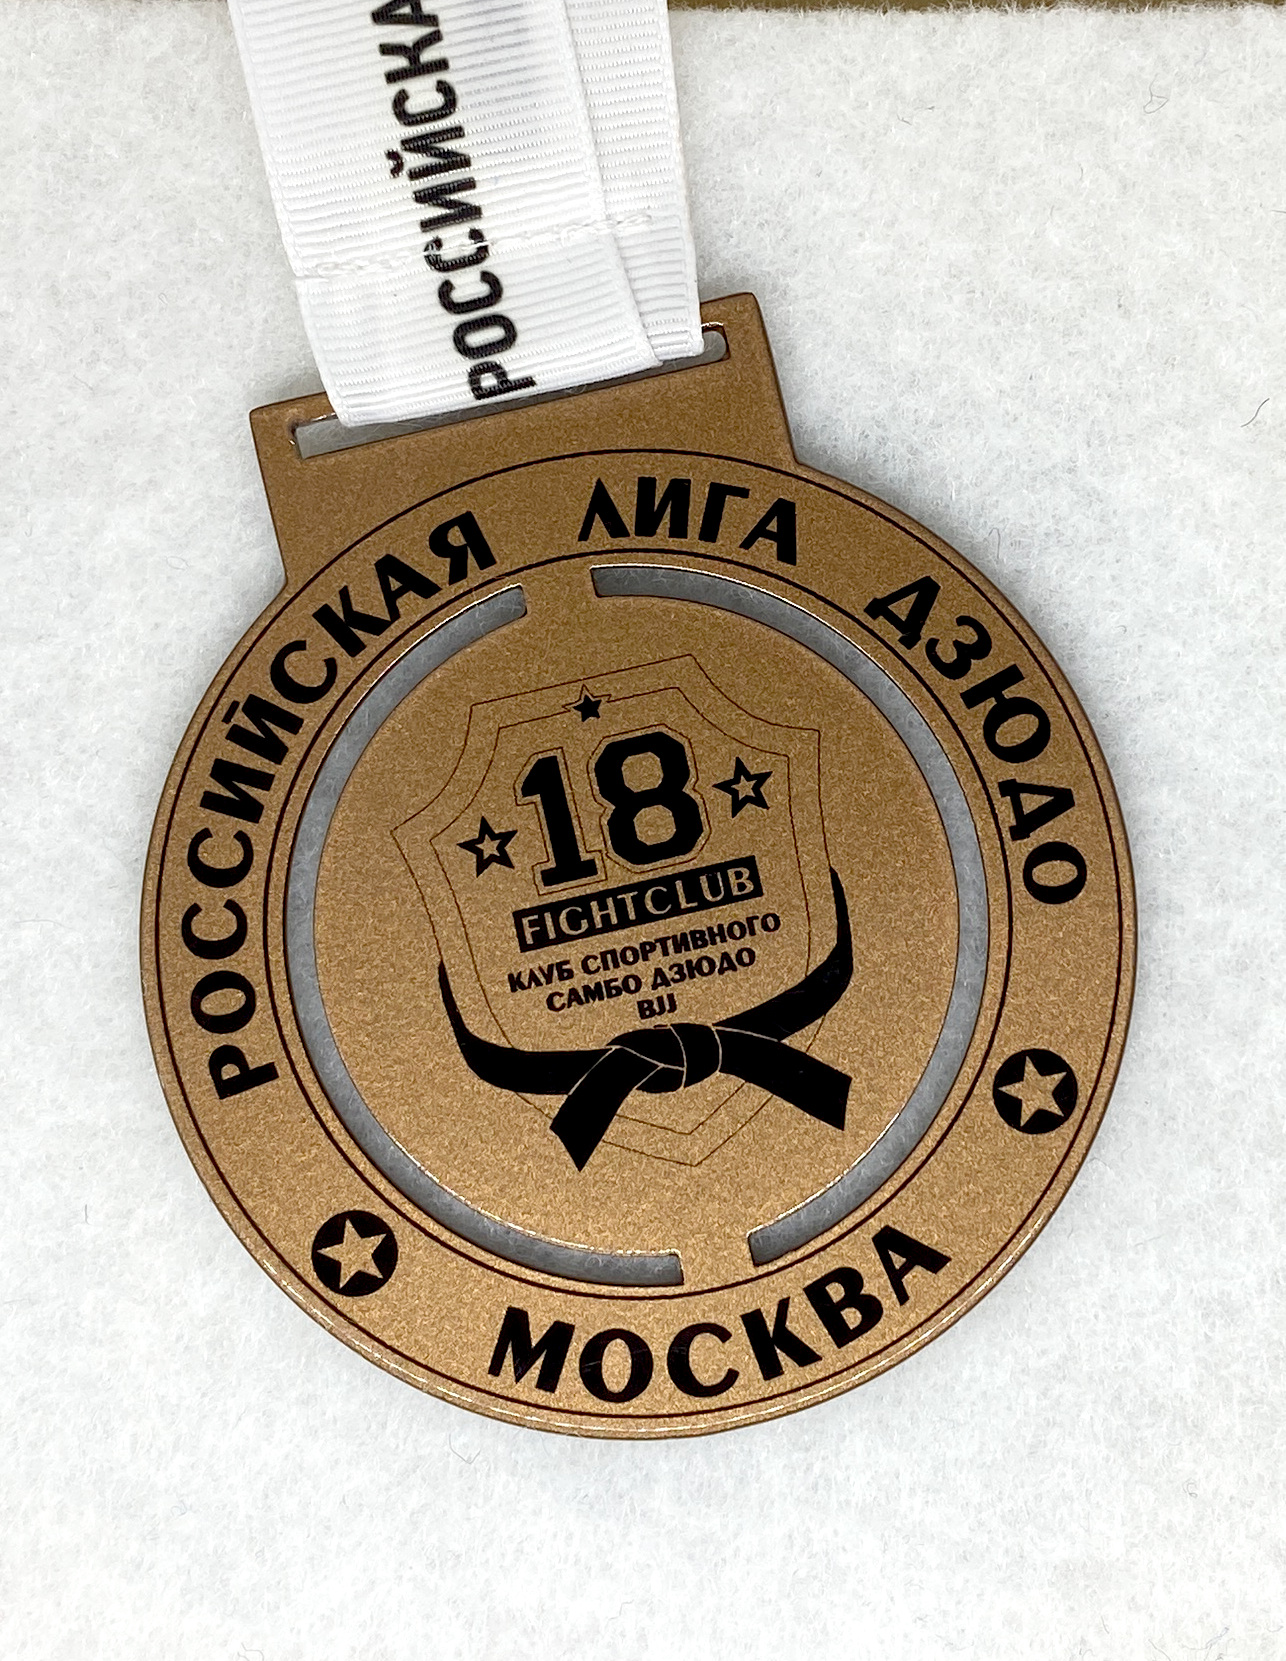 РОССИЙСКА
РОССИЙСКАЯ ЛИГА ДЗЮДО
18
FIGHTCLUB
КЛУБ СПОРТИВНОГО
САМБО ДЗЮДО
BJJ
МОСКВА